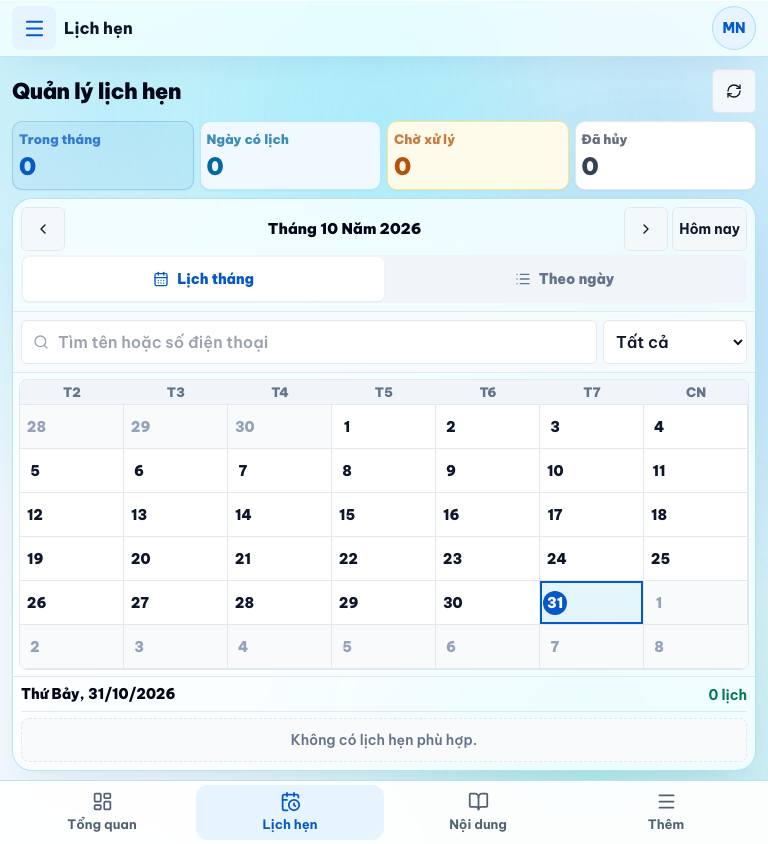 Lịch hẹn
MN
Quản lý lịch hẹn
Trong tháng
0
Ngày có lịch
0
Chờ xử lý
0
Đã hủy
0
Tháng 10 Năm 2026
Hôm nay
Lịch tháng
Theo ngày
Tìm tên hoặc số điện thoại
Tất cả
T2 T3 T4 T5 T6 T7 CN
28 29 30 1 2 3 4
5 6 7 8 9 10 11
12 13 14 15 16 17 18
19 20 21 22 23 24 25
26 27 28 29 30 31 1
2 3 4 5 6 7 8
Thứ Bảy, 31/10/2026
0 lịch
Không có lịch hẹn phù hợp.
Tổng quan
Lịch hẹn
Nội dung
Thêm